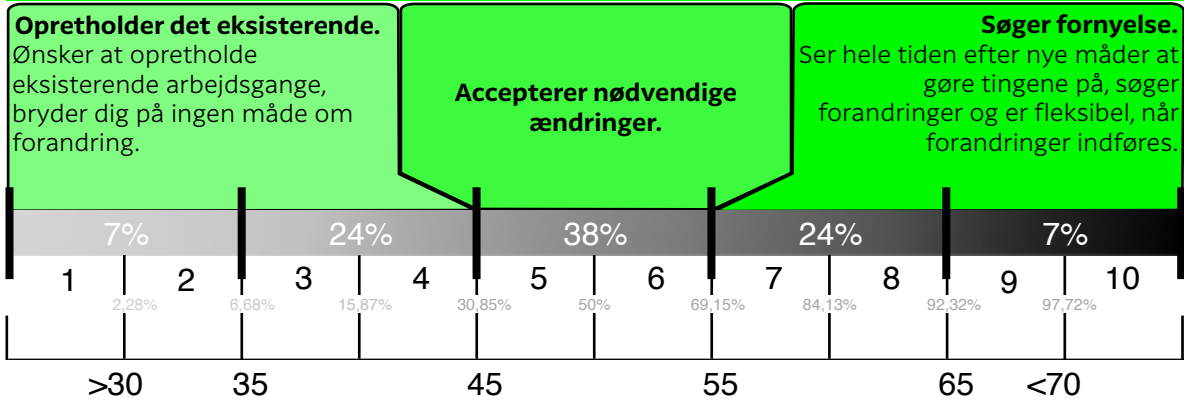 Opretholder det eksisterende.
Ønsker at opretholde
eksisterende arbejdsgange,
bryder dig på ingen måde om
forandring.
Accepterer nødvendige
ændringer.
Søger fornyelse.
Ser hele tiden efter nye måder at
gøre tingene på, søger
forandringer og er fleksibel, når
forandringer indføres.
7% 24% 38% 24% 7%
1 2 3 4 5 6 7 8 9 10
2,28% 6,68% 15,87% 30,85% 50% 69,15% 84,13% 92,32% 97,72%
>30 35 45 55 65 <70